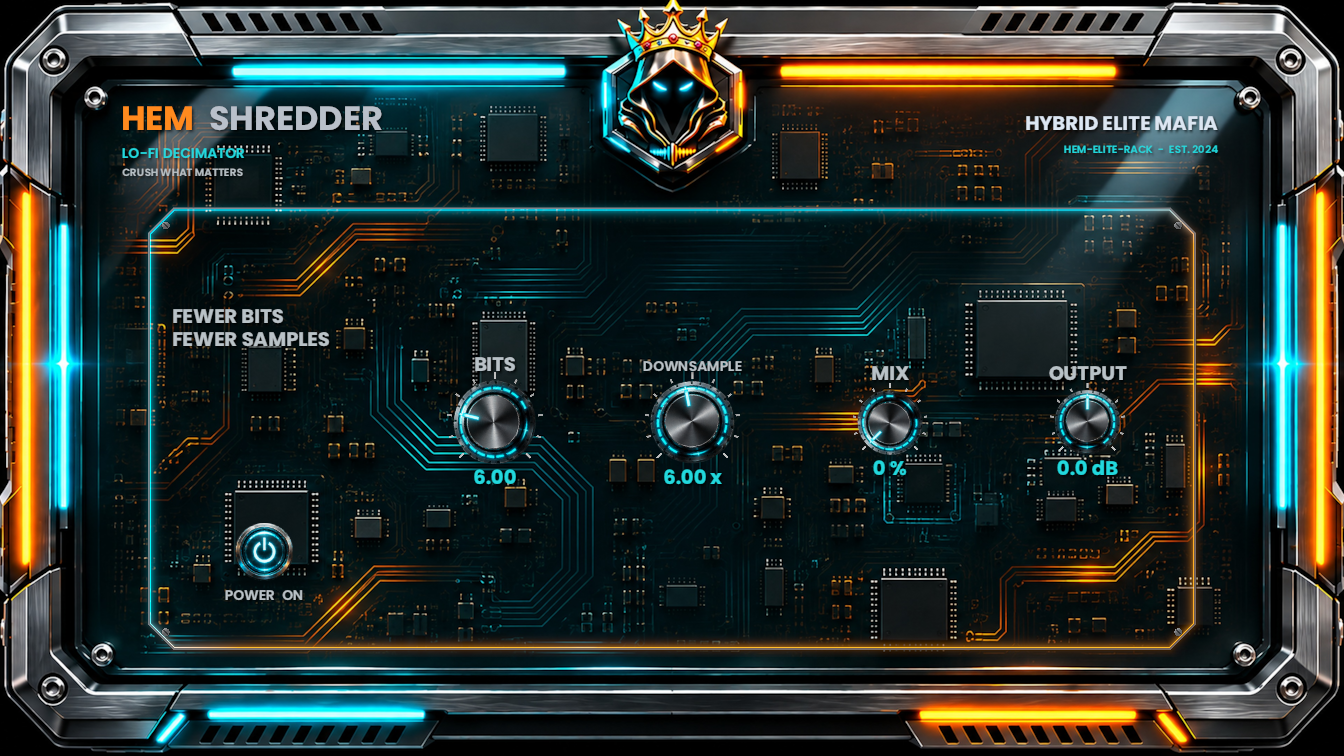 HEM SHREDDER
LO-FI DECIMATOR
CRUSH WHAT MATTERS
HYBRID ELITE MAFIA
HEM-ELITE-RACK - EST. 2024
FEWER BITS
FEWER SAMPLES
BITS
6.00
DOWNSAMPLE
6.00 x
MIX
0 %
OUTPUT
0.0 dB
POWER ON